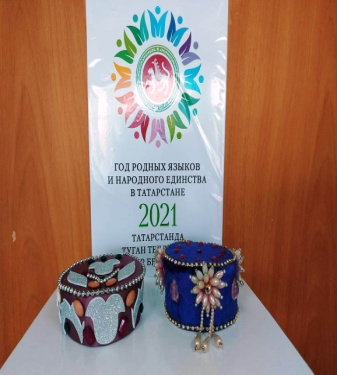 ГОД РОДНЫХ ЯЗЫКОВ
И НАРОДНОГО ЕДИНСТВА
В ТАТАРСТАНЕ
2021
ТАТАРСТАНДА
ТУГАН